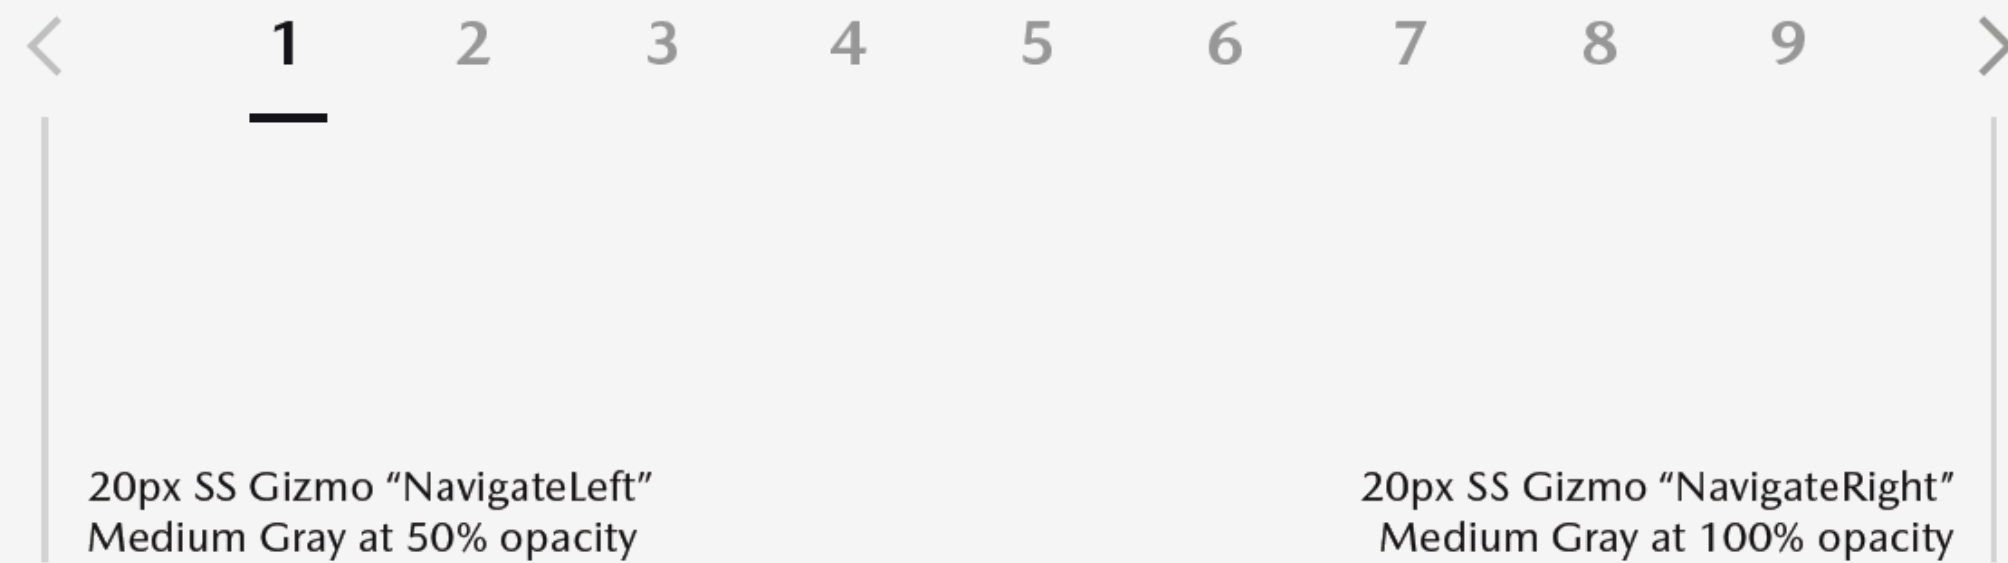 1 2 3 4 5 6 7 8 9
20px SS Gizmo “NavigateLeft”
Medium Gray at 50% opacity
20px SS Gizmo “NavigateRight”
Medium Gray at 100% opacity